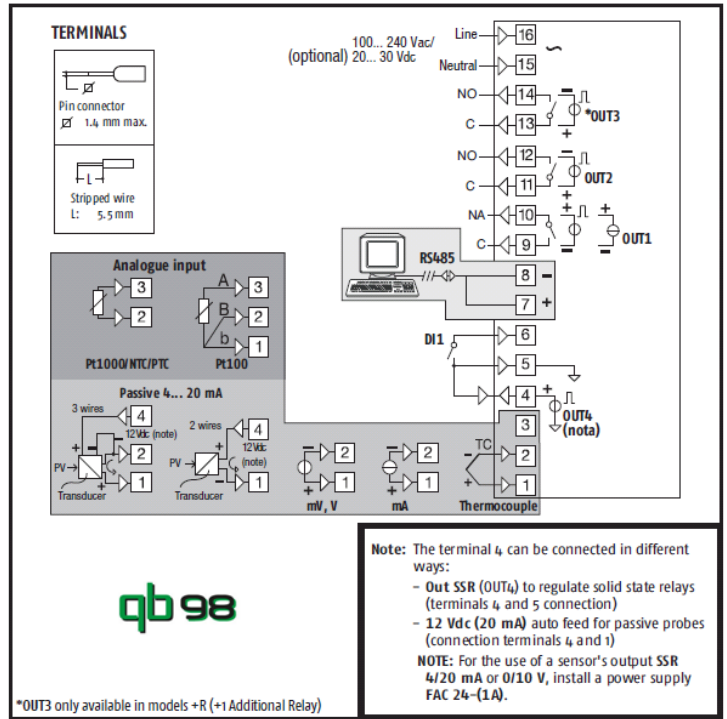 TERMINALS
Pin connector
1.4 mm max.
L
Stripped wire
L: 5.5 mm
100... 240 Vac/
(optional) 20... 30 Vdc
Line 16
Neutral 15
NO 14
C 13
+
*OUT3
NO 12
C 11
+
OUT2
NA 10
C 9
+ +
OUT1
RS485
8 -
7 +
DI1
6
5
4
OUT4
(nota)
Analogue input
3
2
Pt1000/NTC/PTC
A 3
B 2
b 1
Pt100
Passive 4... 20 mA
3 wires
4
12 Vdc (note)
2
1
PV
+ - +
Transducer
2 wires
4
12 Vdc
(note)
2
1
PV
+ -
Transducer
- 2
+ 1
mV, V
- 2
+ 1
mA
3
TC
- 2
+ 1
Thermocouple
Note: The terminal 4 can be connected in different
ways:
- Out SSR (OUT4) to regulate solid state relays
(terminals 4 and 5 connection)
- 12 Vdc (20 mA) auto feed for passive probes
(connection terminals 4 and 1)
NOTE: For the use of a sensor's output SSR
4/20 mA or 0/10 V, install a power supply
FAC 24-(1A).
qb 98
*OUT3 only available in models +R (+1 Additional Relay)